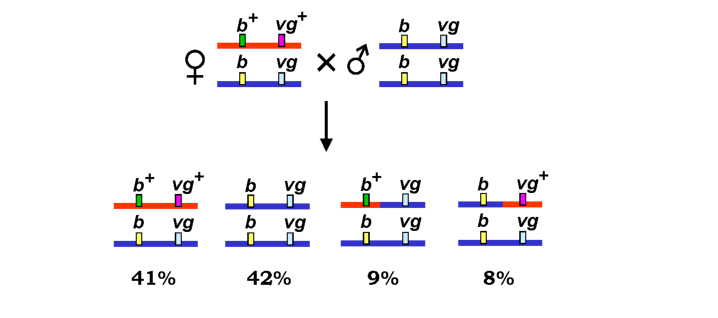 b+ vg+ b vg
b vg b vg
b+ vg+ b vg b+ vg b vg+
b vg b vg b vg b vg
41% 42% 9% 8%